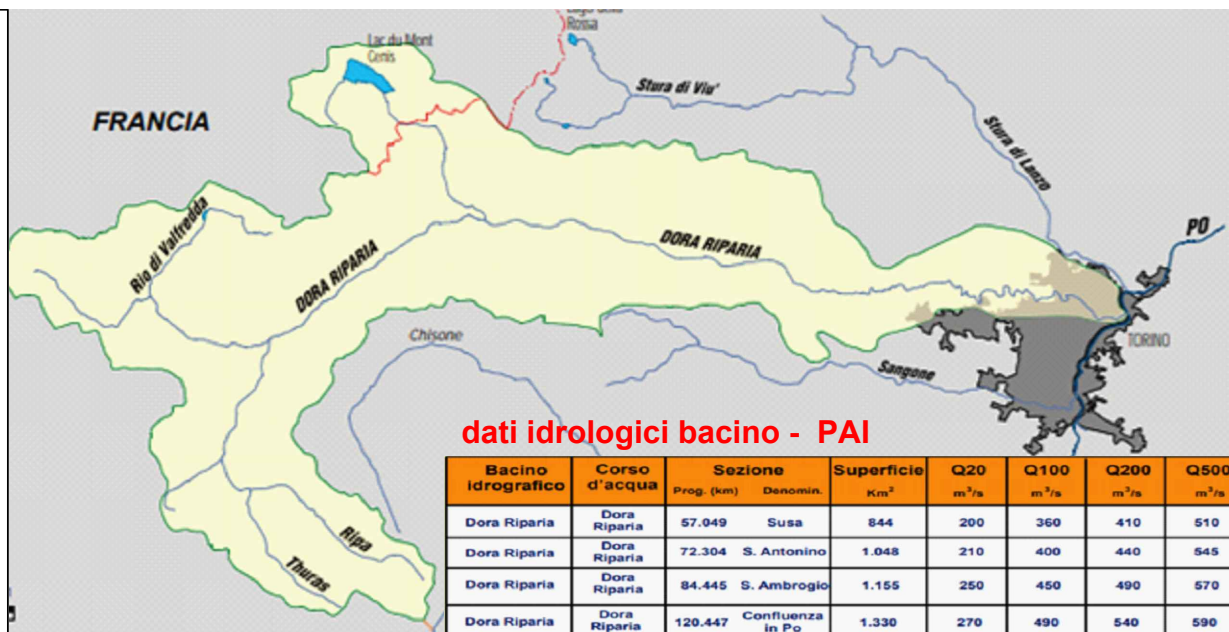 Rossa
Lac du Mont
Cenis
Stura di Viu'
FRANCIA
Stura di Lanzo
PO
Rio di Valfredda
DORA RIPARIA
DORA RIPARIA
Chisone
TORINO
Sangone
Ripa
Thuras
dati idrologici bacino - PAI
Bacino idrografico Corso d'acqua Sezione Superficie Q20 Q100 Q200 Q500
Prog. (km) Denomin. Km² m³/s m³/s m³/s m³/s
Dora Riparia Dora Riparia 57.049 Susa 844 200 360 410 510
Dora Riparia Dora Riparia 72.304 S. Antonino 1.048 210 400 440 545
Dora Riparia Dora Riparia 84.445 S. Ambrogio 1.155 250 450 490 570
Dora Riparia Dora Riparia 120.447 Confluenza in Po 1.330 270 490 540 590